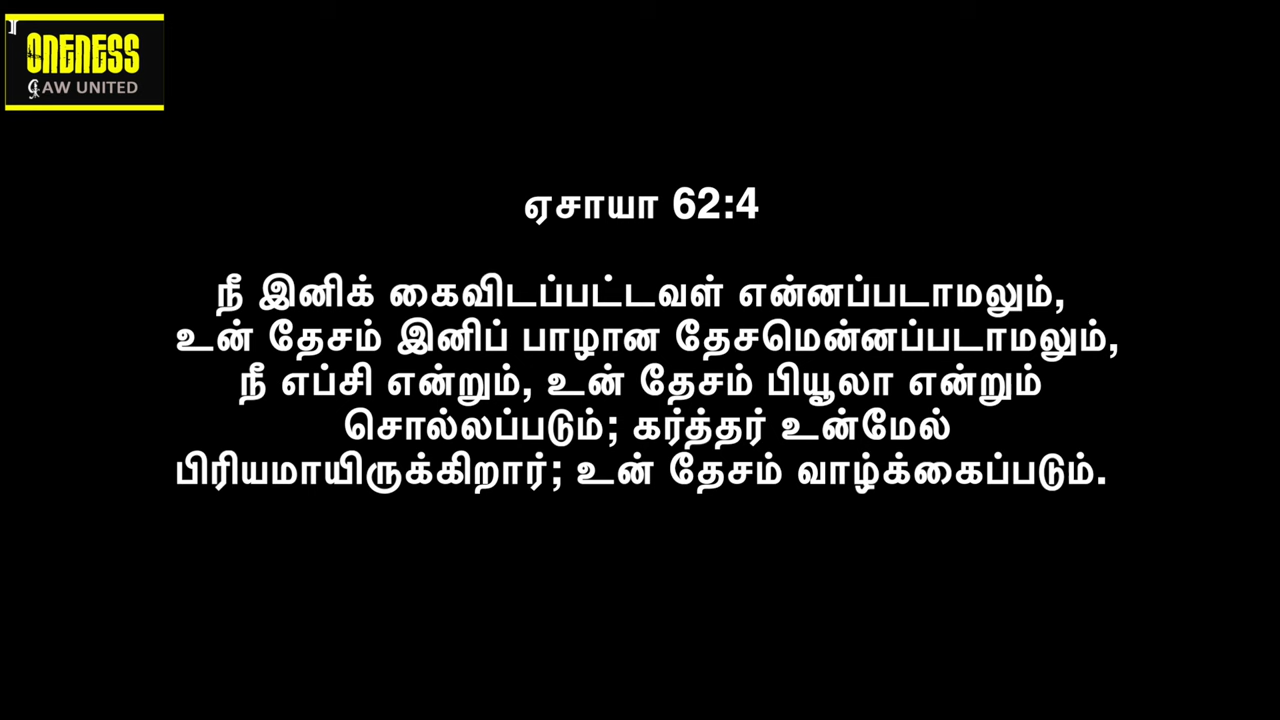 ONENESS
AW UNITED
ஏசாயா 62:4
நீ இனிக் கைவிடப்பட்டவள் என்னப்படாமலும்,
உன் தேசம் இனிப் பாழான தேசமென்னப்படாமலும்,
நீ எப்சி என்றும், உன் தேசம் பியூலா என்றும்
சொல்லப்படும்; கர்த்தர் உன்மேல்
பிரியமாயிருக்கிறார்; உன் தேசம் வாழ்க்கைப்படும்.